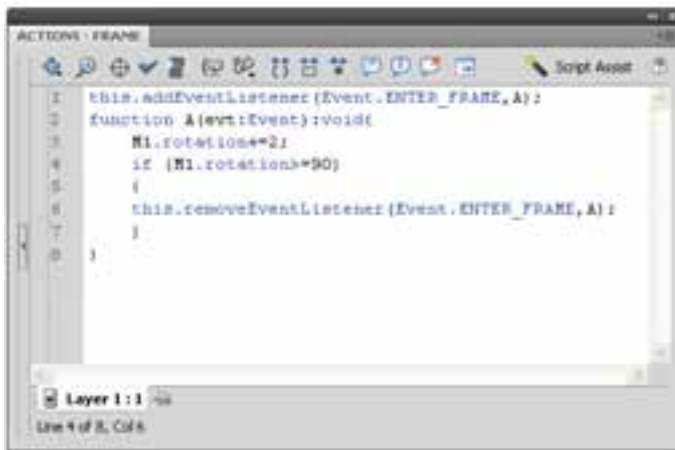 ACTIONS - FRAME
Script Assist
1 this.addEventListener(Event.ENTER_FRAME,A);
2 function A(evt:Event):void{
3 M1.rotation+=2;
4 if (M1.rotation>=90)
5 {
6 this.removeEventListener(Event.ENTER_FRAME,A);
7 }
8 }
Layer 1 : 1
Line 4 of 8, Col 6